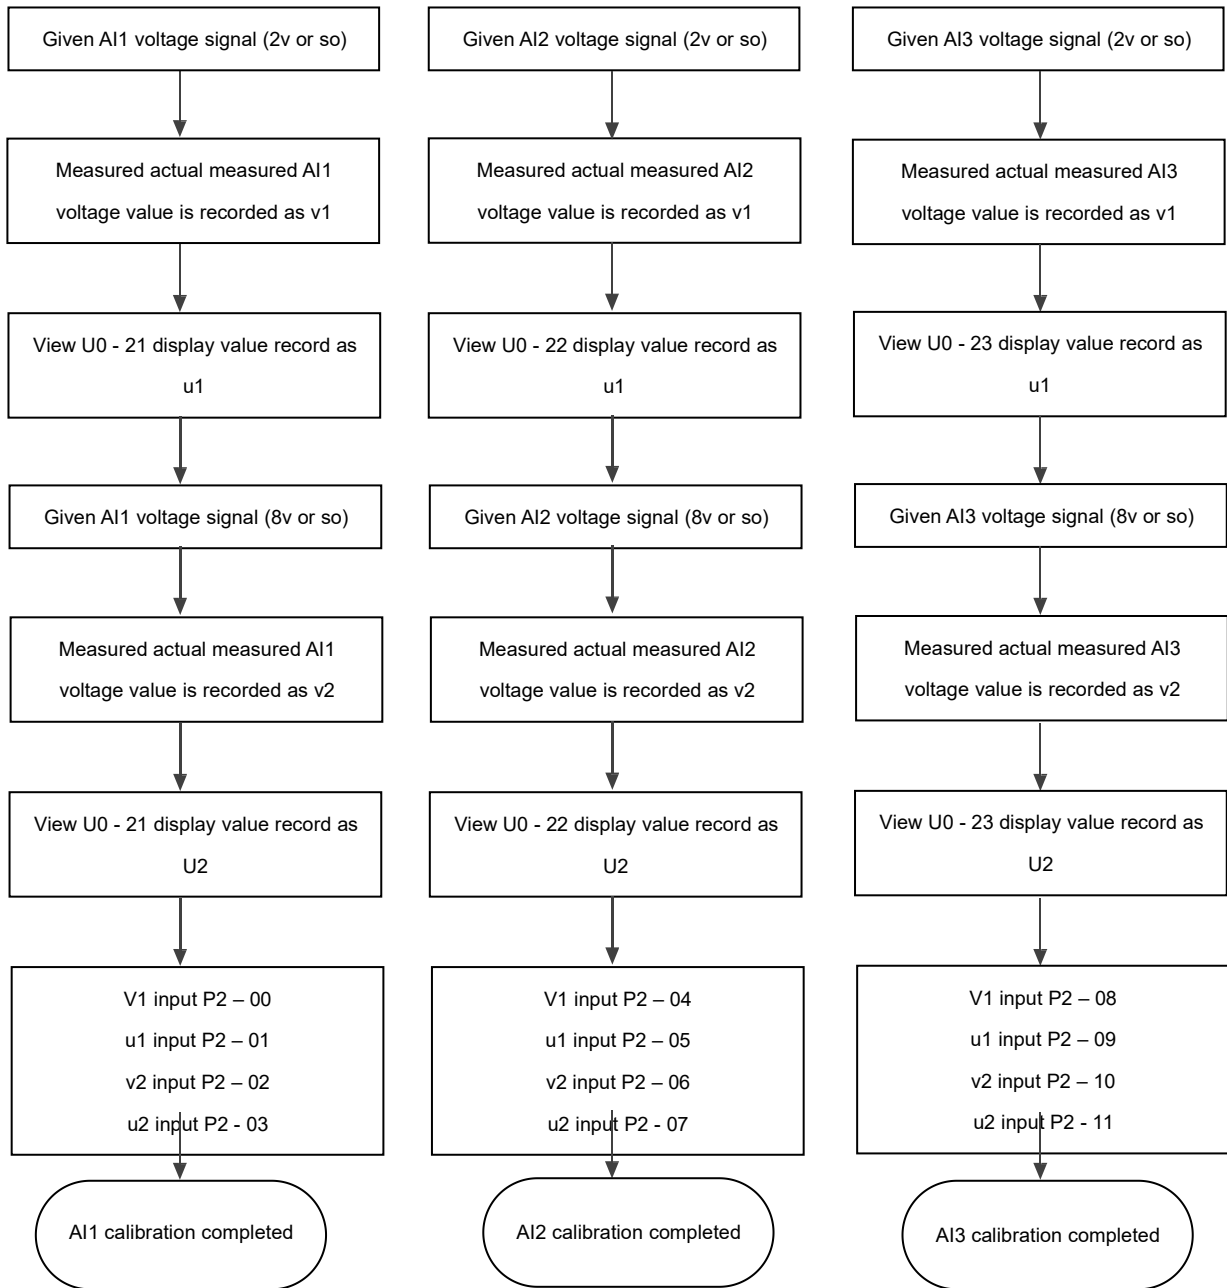 Given AI1 voltage signal (2v or so)
Measured actual measured AI1
voltage value is recorded as v1
View U0 - 21 display value record as
u1
Given AI1 voltage signal (8v or so)
Measured actual measured AI1
voltage value is recorded as v2
View U0 - 21 display value record as
U2
V1 input P2 – 00
u1 input P2 – 01
v2 input P2 – 02
u2 input P2 - 03
AI1 calibration completed
Given AI2 voltage signal (2v or so)
Measured actual measured AI2
voltage value is recorded as v1
View U0 - 22 display value record as
u1
Given AI2 voltage signal (8v or so)
Measured actual measured AI2
voltage value is recorded as v2
View U0 - 22 display value record as
U2
V1 input P2 – 04
u1 input P2 – 05
v2 input P2 – 06
u2 input P2 - 07
AI2 calibration completed
Given AI3 voltage signal (2v or so)
Measured actual measured AI3
voltage value is recorded as v1
View U0 - 23 display value record as
u1
Given AI3 voltage signal (8v or so)
Measured actual measured AI3
voltage value is recorded as v2
View U0 - 23 display value record as
U2
V1 input P2 – 08
u1 input P2 – 09
v2 input P2 – 10
u2 input P2 - 11
AI3 calibration completed